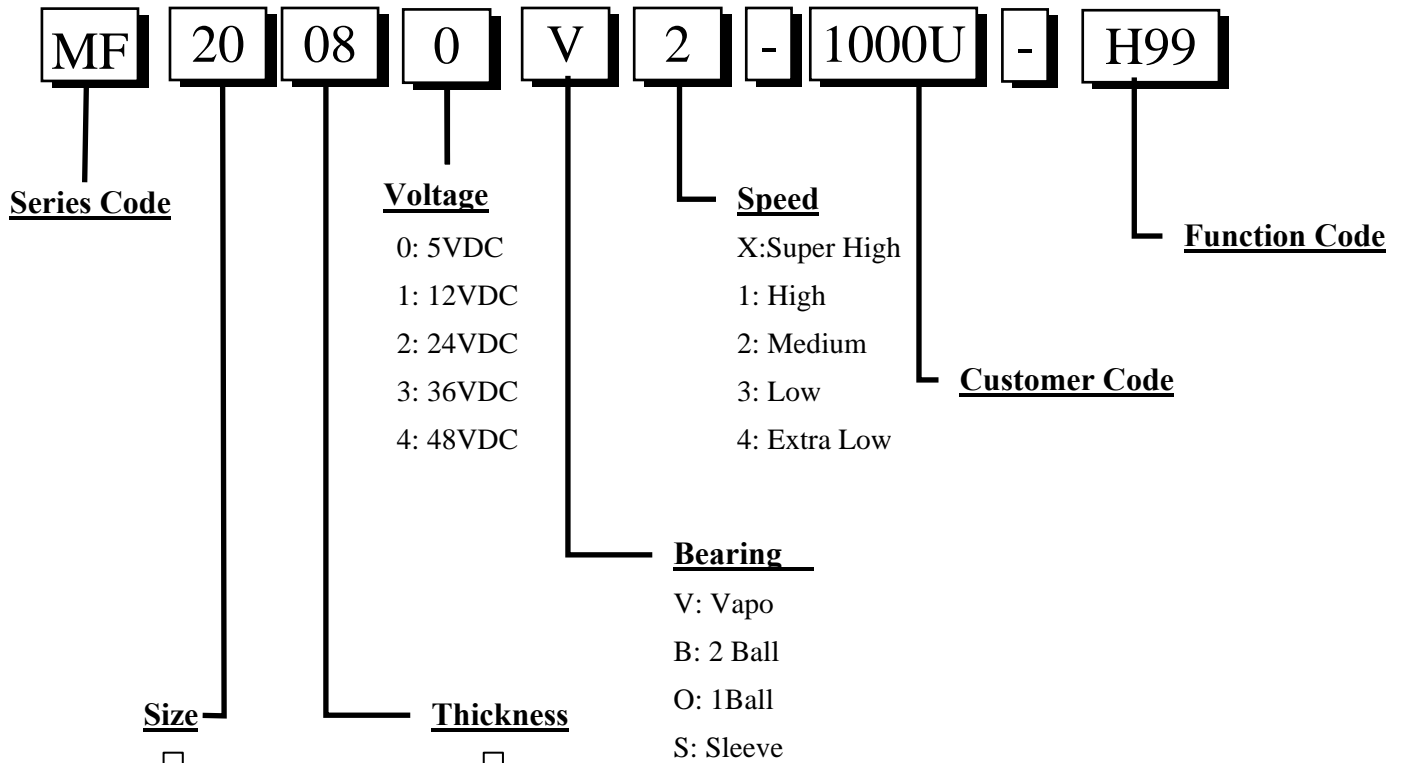 MF 20 08 0 V 2 - 1000U - H99
Series Code
Voltage
0: 5VDC
1: 12VDC
2: 24VDC
3: 36VDC
4: 48VDC
Speed
X:Super High
1: High
2: Medium
3: Low
4: Extra Low
Function Code
Customer Code
Bearing
V: Vapo
B: 2 Ball
O: 1Ball
S: Sleeve
Size
Thickness